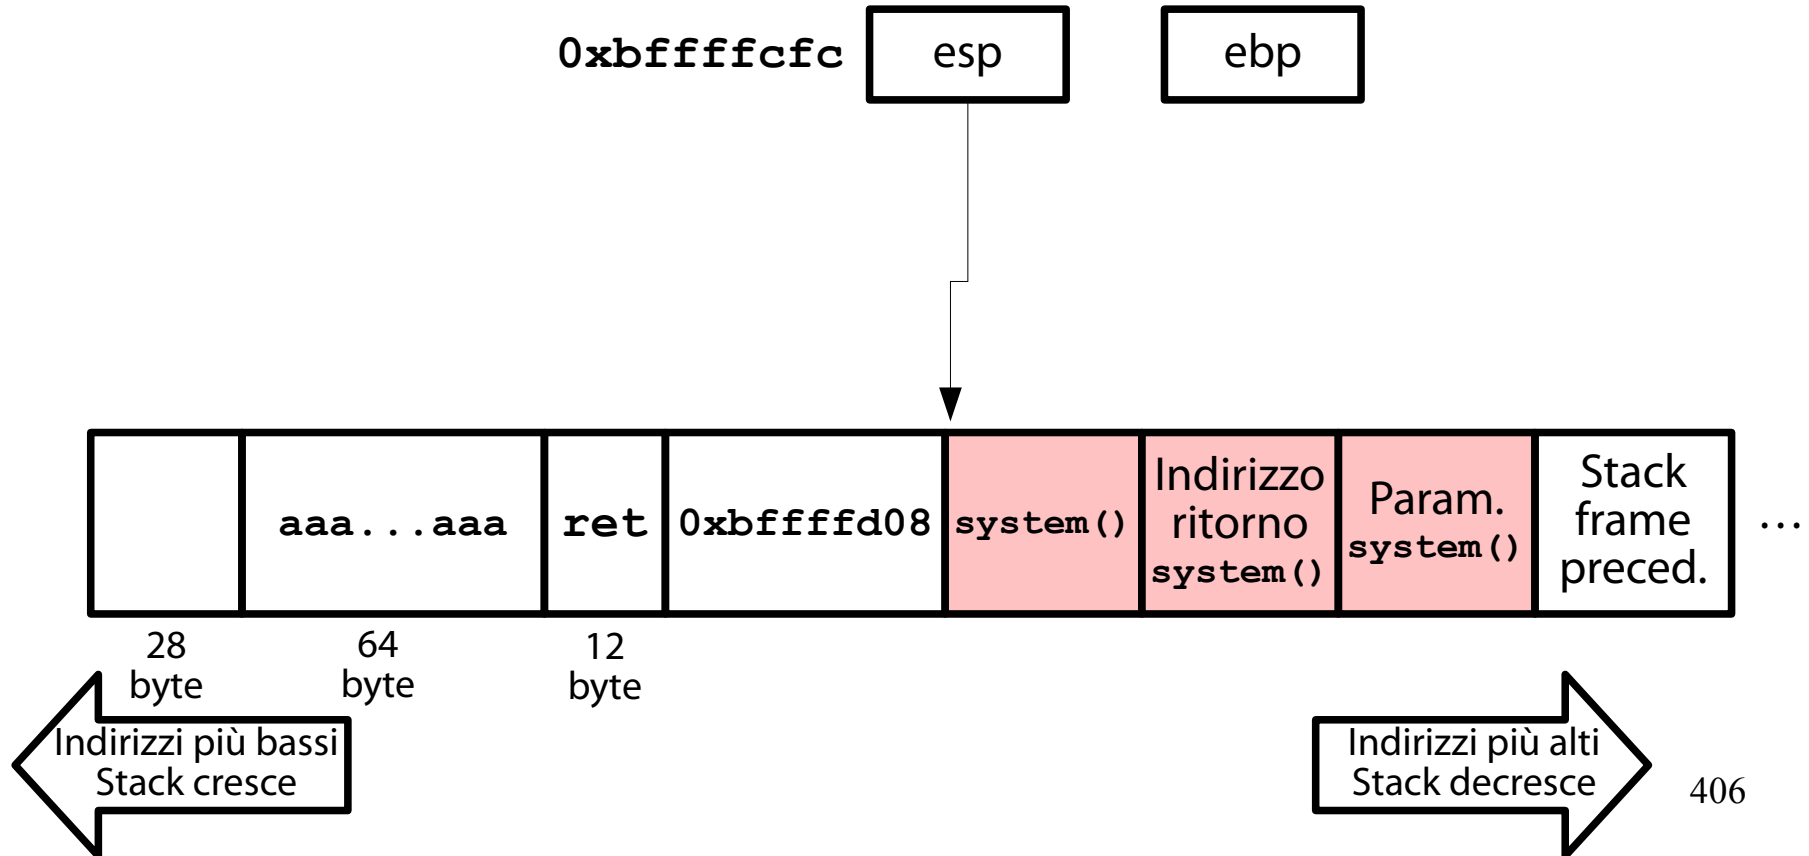 0xbffffcfc
esp
ebp
aaa...aaa
ret
0xbffffd08
system()
Indirizzo
ritorno
system()
Param.
system()
Stack
frame
preced.
...
28
byte
64
byte
12
byte
Indirizzi più bassi
Stack cresce
Indirizzi più alti
Stack decresce
406